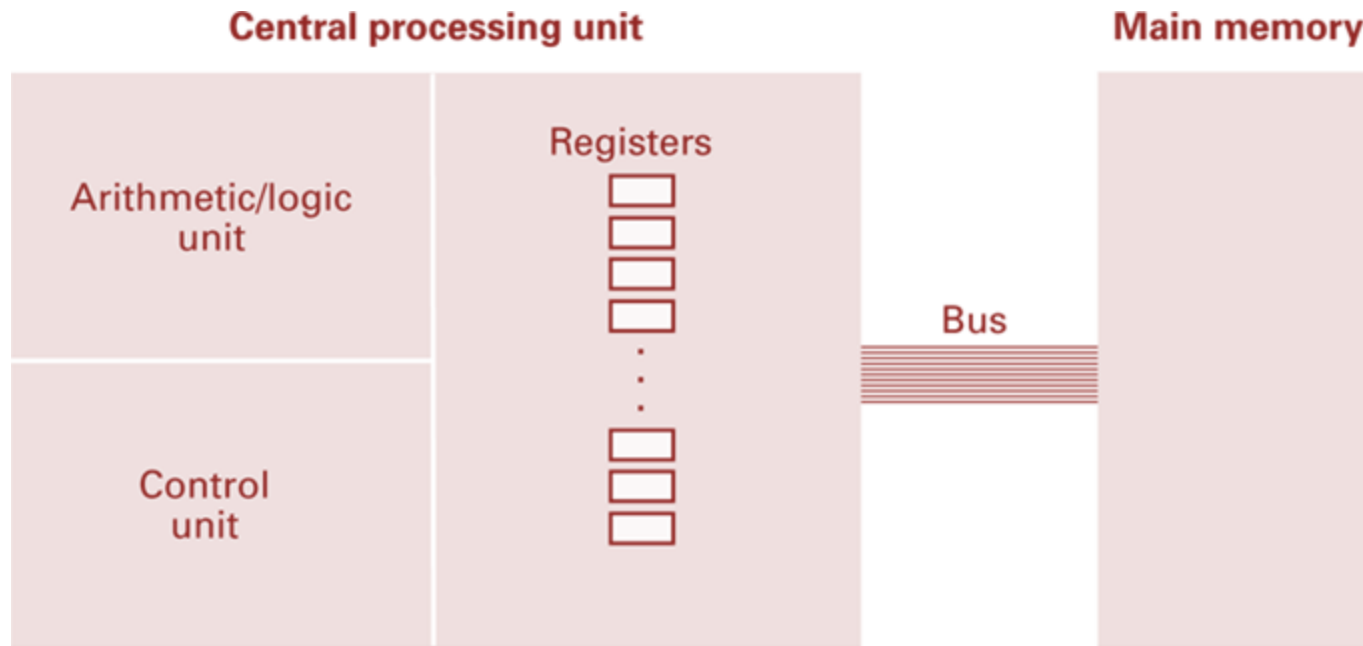 Central processing unit
Main memory
Registers
Arithmetic/logic
unit
Bus
Control
unit